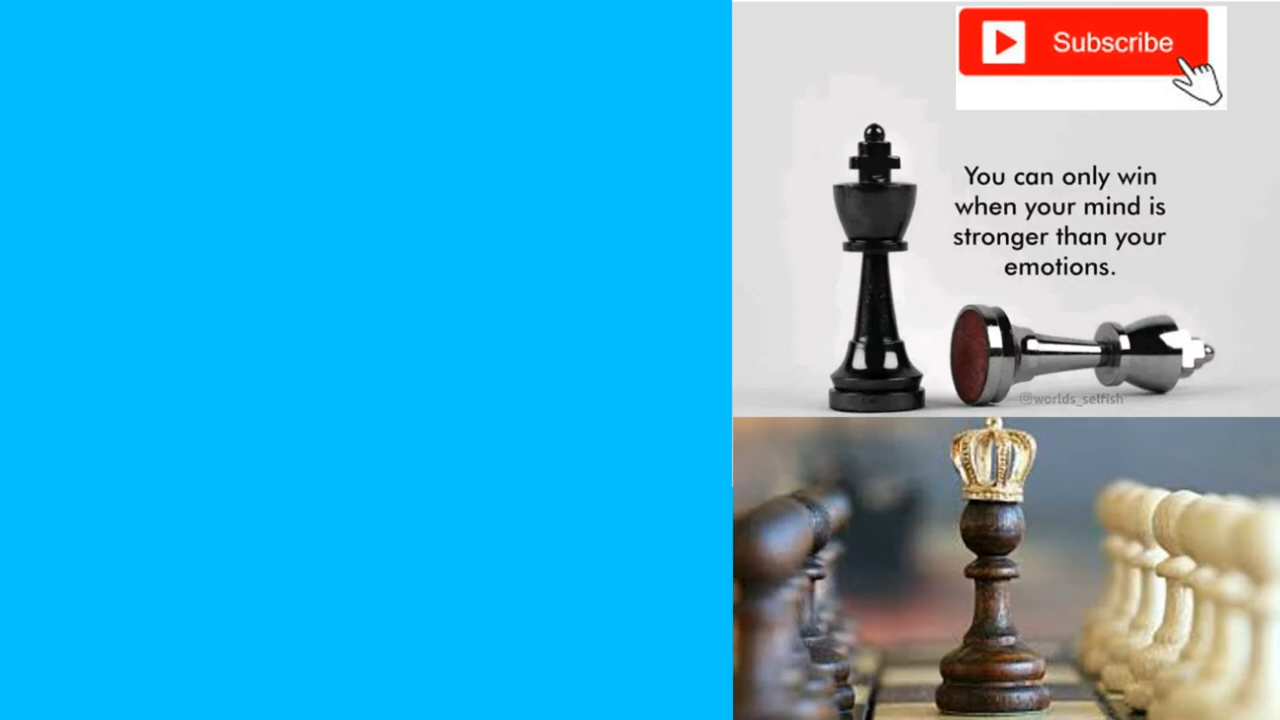 Subscribe
You can only win
when your mind is
stronger than your
emotions.
@worlds_selfish